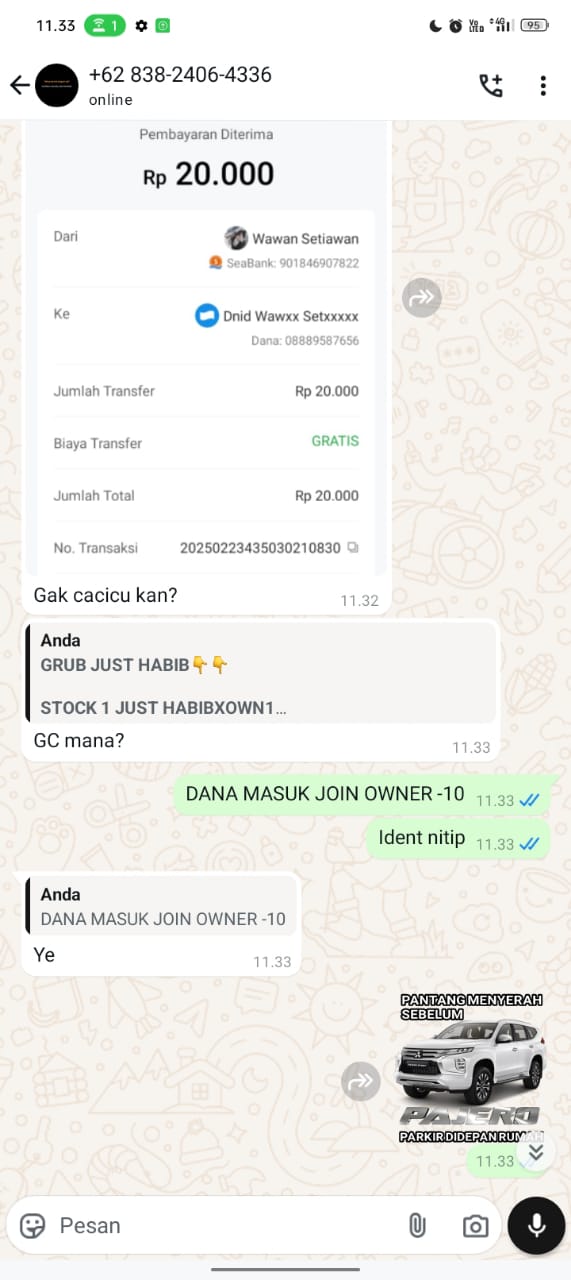 11.33
1
Vo
LTE
4G
95
+62 838-2406-4336
online
Pembayaran Diterima
Rp 20.000
Dari
Wawan Setiawan
SeaBank: 901846907822
Ke
Dnid Wawxx Setxxxxx
Dana: 08889587656
Jumlah Transfer
Rp 20.000
Biaya Transfer
GRATIS
Jumlah Total
Rp 20.000
No. Transaksi
20250223435030210830
Gak cacicu kan?
11.32
Anda
GRUB JUST HABIB👇👇
STOCK 1 JUST HABIBXOWN1...
GC mana?
11.33
DANA MASUK JOIN OWNER -10
11.33
Ident nitip
11.33
Anda
DANA MASUK JOIN OWNER -10
Ye
11.33
PANTANG MENYERAH
SEBELUM
PAJERO
PARKIR DIDEPAN RUMAH
11.33
Pesan